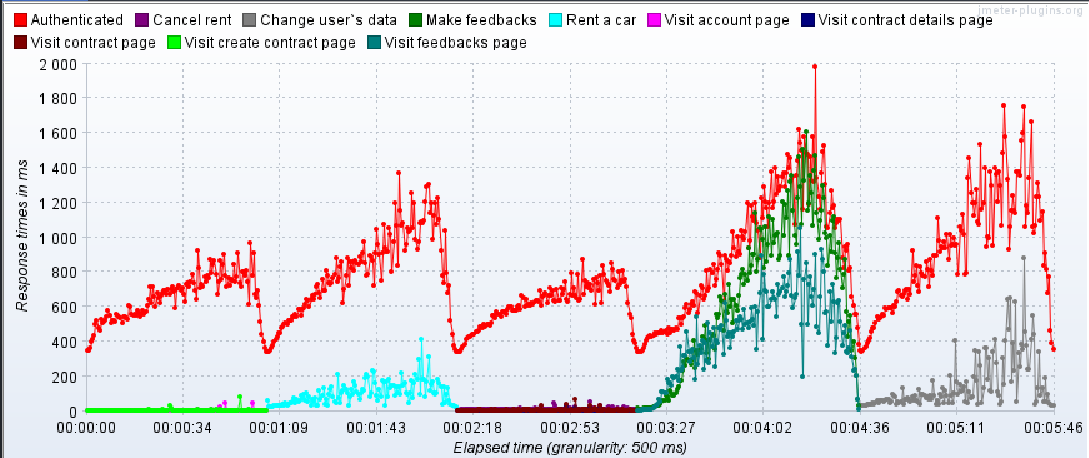 jmeter-plugins.org
Authenticated Cancel rent Change user`s data Make feedbacks Rent a car Visit account page Visit contract details page
Visit contract page Visit create contract page Visit feedbacks page
2 000
1 800
1 600
1 400
1 200
1 000
800
600
400
200
0
Response times in ms
00:00:00 00:00:34 00:01:09 00:01:43 00:02:18 00:02:53 00:03:27 00:04:02 00:04:36 00:05:11 00:05:46
Elapsed time (granularity: 500 ms)